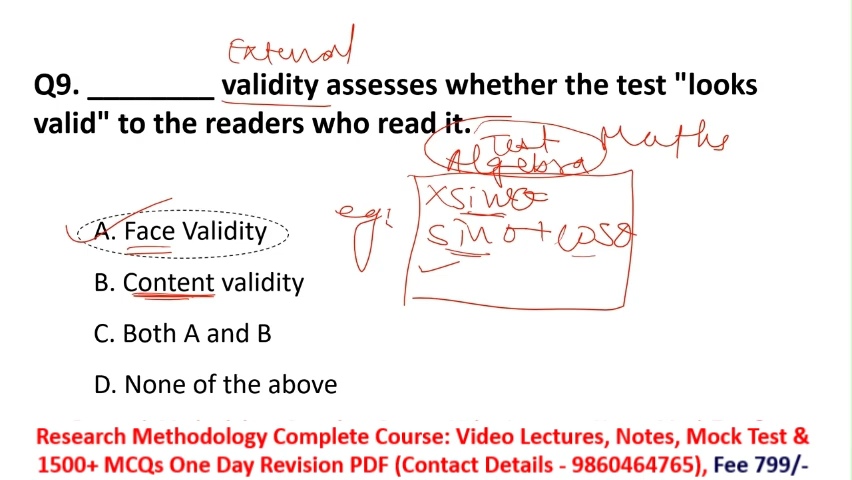 External
Q9. ________ validity assesses whether the test "looks
valid" to the readers who read it.
Test Maths
Algebra
A. Face Validity
eg:
x sinθ
sinθ + cosθ
B. Content validity
C. Both A and B
D. None of the above
Research Methodology Complete Course: Video Lectures, Notes, Mock Test &
1500+ MCQs One Day Revision PDF (Contact Details - 9860464765), Fee 799/-